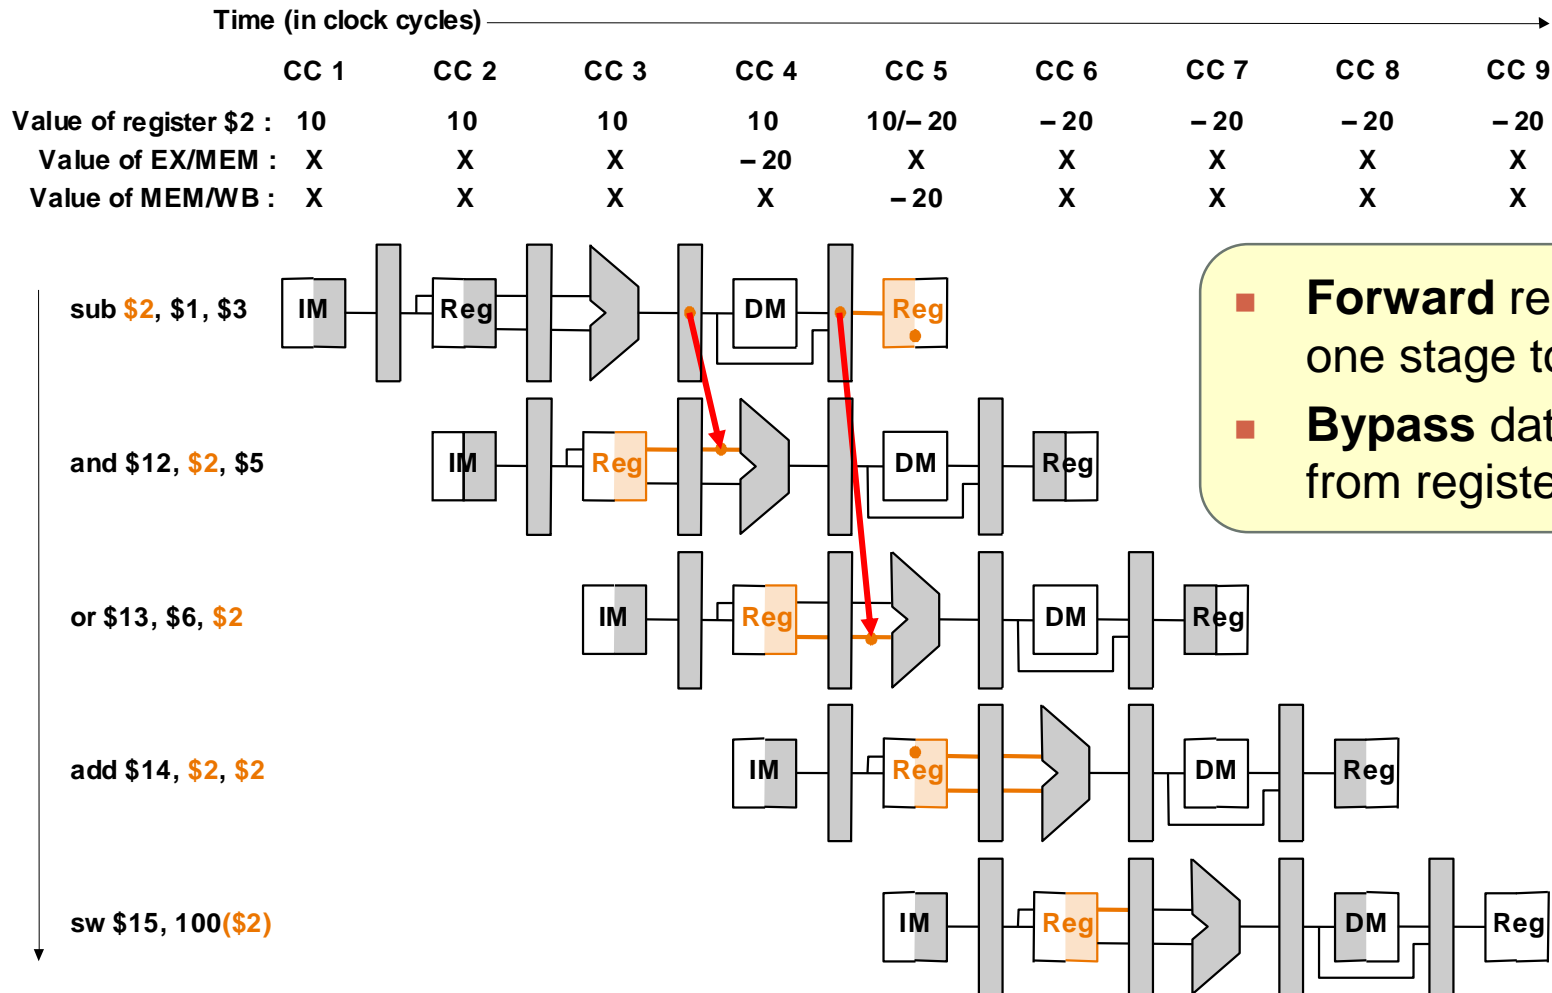 Time (in clock cycles)
CC 1 CC 2 CC 3 CC 4 CC 5 CC 6 CC 7 CC 8 CC 9
Value of register $2 : 10 10 10 10 10/– 20 – 20 – 20 – 20 – 20
Value of EX/MEM : X X X – 20 X X X X X
Value of MEM/WB : X X X X – 20 X X X X
sub $2, $1, $3 IM Reg DM Reg
and $12, $2, $5 IM Reg DM Reg
or $13, $6, $2 IM Reg DM Reg
add $14, $2, $2 IM Reg DM Reg
sw $15, 100($2) IM Reg DM Reg
Forward re
one stage to
Bypass dat
from registe